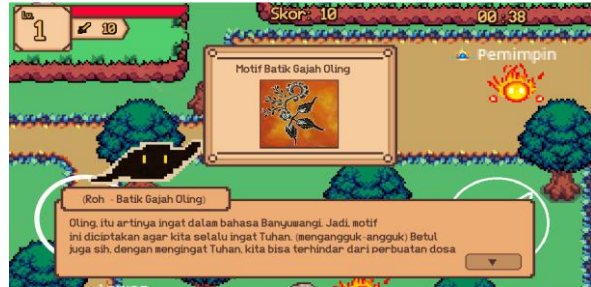 Lv.
1
10
Skor: 10
00 38
Pemimpin
Motif Batik Gajah Oling
(Roh - Batik Gajah Oling)
Oling, itu artinya ingat dalam bahasa Banyuwangi. Jadi, motif
ini diciptakan agar kita selalu ingat Tuhan. (mengangguk-angguk) Betul
juga sih, dengan mengingat Tuhan, kita bisa terhindar dari perbuatan dosa